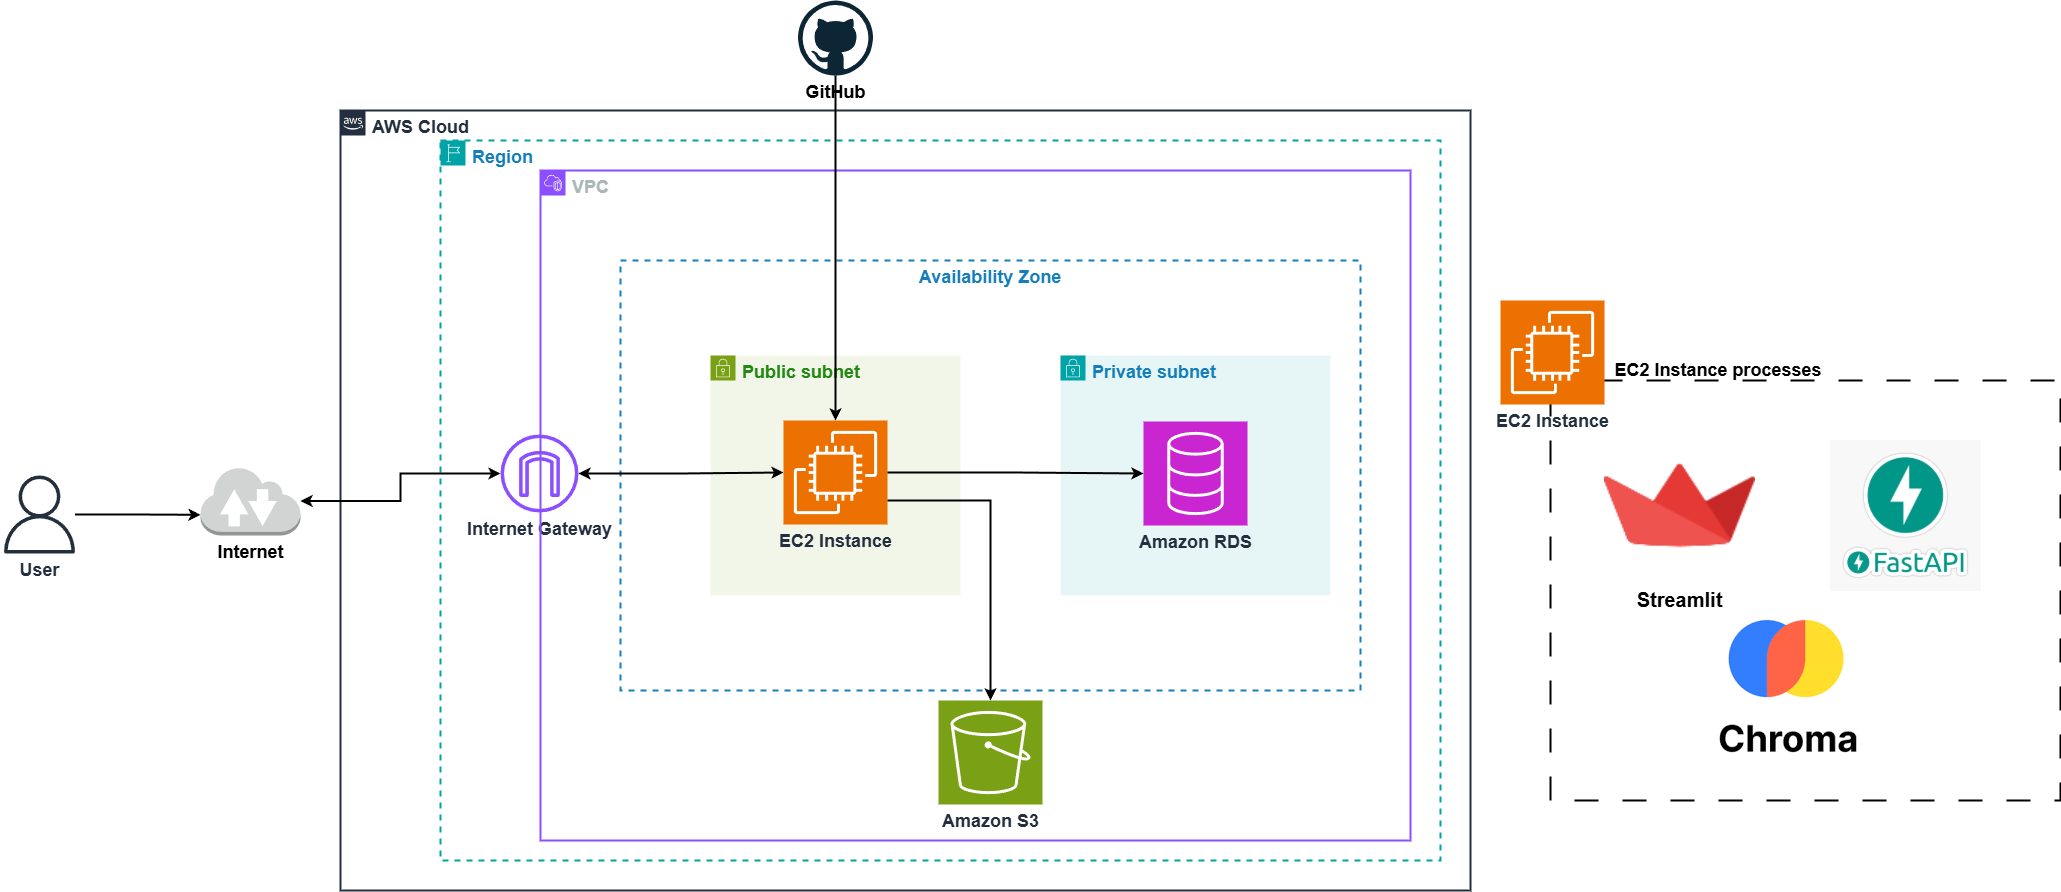 GitHub
aws
AWS Cloud
Region
VPC
Availability Zone
Public subnet
Private subnet
EC2 Instance processes
EC2 Instance
Internet Gateway
EC2 Instance
Amazon RDS
Internet
User
FastAPI
Streamlit
Chroma
Amazon S3